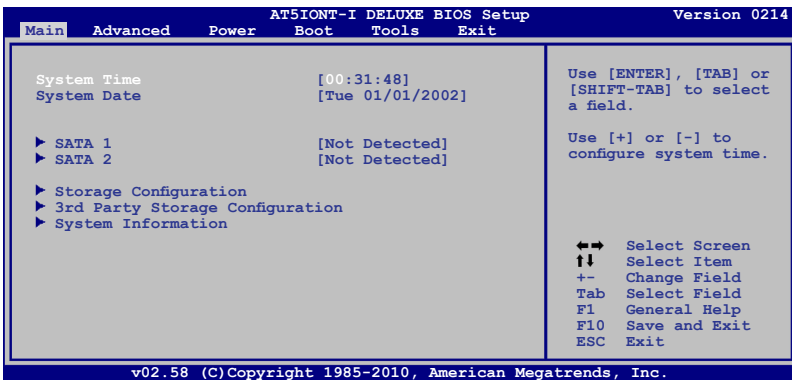 AT5IONT-I DELUXE BIOS Setup Version 0214
Main Advanced Power Boot Tools Exit
System Time [00:31:48]
System Date [Tue 01/01/2002]
SATA 1 [Not Detected]
SATA 2 [Not Detected]
Storage Configuration
3rd Party Storage Configuration
System Information
Use [ENTER], [TAB] or
[SHIFT-TAB] to select
a field.
Use [+] or [-] to
configure system time.
←→ Select Screen
↑↓ Select Item
+- Change Field
Tab Select Field
F1 General Help
F10 Save and Exit
ESC Exit
v02.58 (C)Copyright 1985-2010, American Megatrends, Inc.